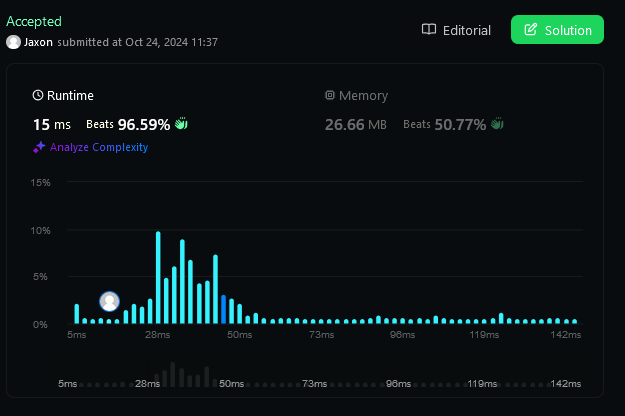 Accepted
Jaxon submitted at Oct 24, 2024 11:37
Editorial
Solution
Runtime
15 ms Beats 96.59%
Analyze Complexity
Memory
26.66 MB Beats 50.77%
15%
10%
5%
0%
5ms 28ms 50ms 73ms 96ms 119ms 142ms
5ms 28ms 50ms 73ms 96ms 119ms 142ms